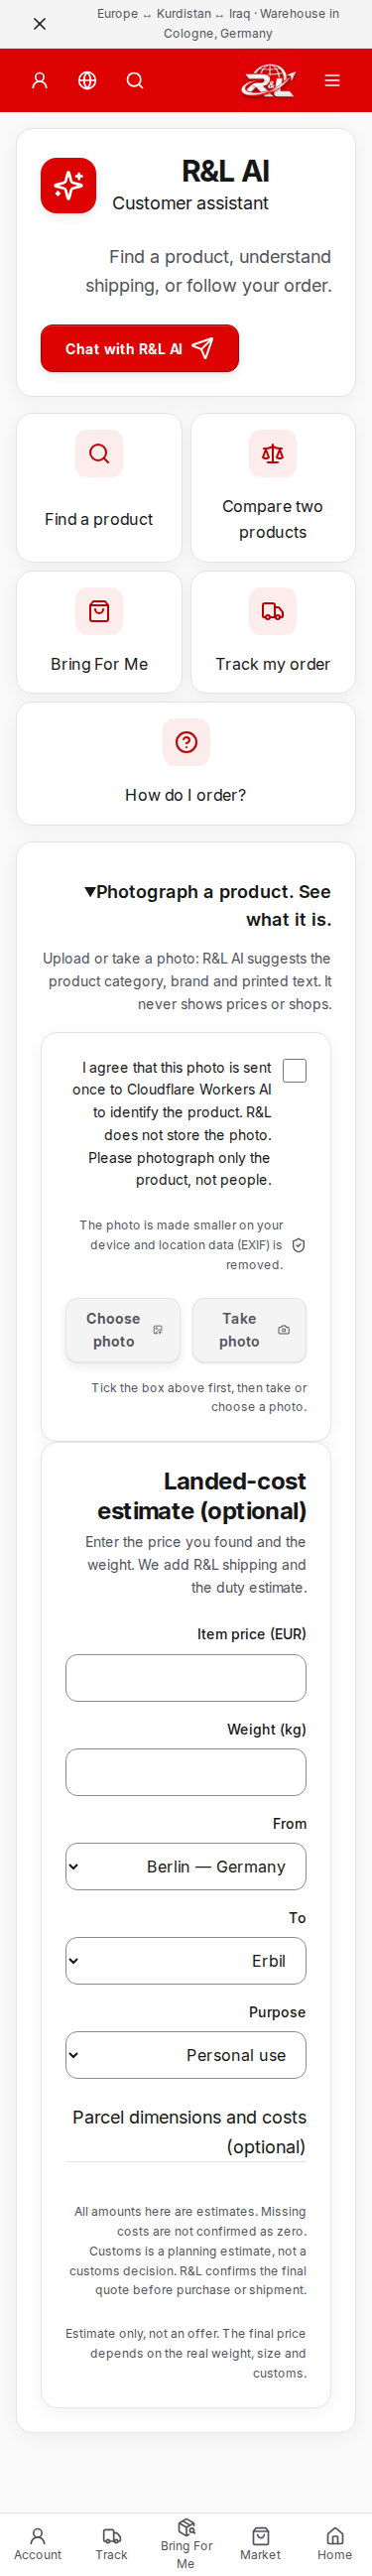 Europe ↔ Kurdistan ↔ Iraq · Warehouse in
Cologne, Germany
R&L
R&L AI
Customer assistant
Find a product, understand
shipping, or follow your order.
Chat with R&L AI
Find a product
Compare two
products
Bring For Me
Track my order
How do I order?
Photograph a product. See
what it is.
Upload or take a photo: R&L AI suggests the
product category, brand and printed text. It
never shows prices or shops.
I agree that this photo is sent
once to Cloudflare Workers AI
to identify the product. R&L
does not store the photo.
Please photograph only the
product, not people.
The photo is made smaller on your
device and location data (EXIF) is
removed.
Choose
photo
Take
photo
Tick the box above first, then take or
choose a photo.
Landed-cost
estimate (optional)
Enter the price you found and the
weight. We add R&L shipping and
the duty estimate.
Item price (EUR)
Weight (kg)
From
Berlin — Germany
To
Erbil
Purpose
Personal use
Parcel dimensions and costs
(optional)
All amounts here are estimates. Missing
costs are not confirmed as zero.
Customs is a planning estimate, not a
customs decision. R&L confirms the final
quote before purchase or shipment.
Estimate only, not an offer. The final price
depends on the real weight, size and
customs.
Account
Track
Bring For
Me
Market
Home